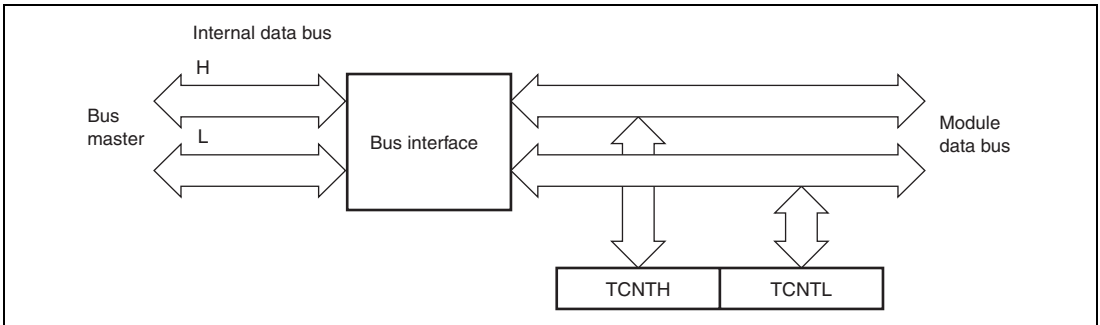 Internal data bus
H
Bus
master
L
Bus interface
Module
data bus
TCNTH
TCNTL